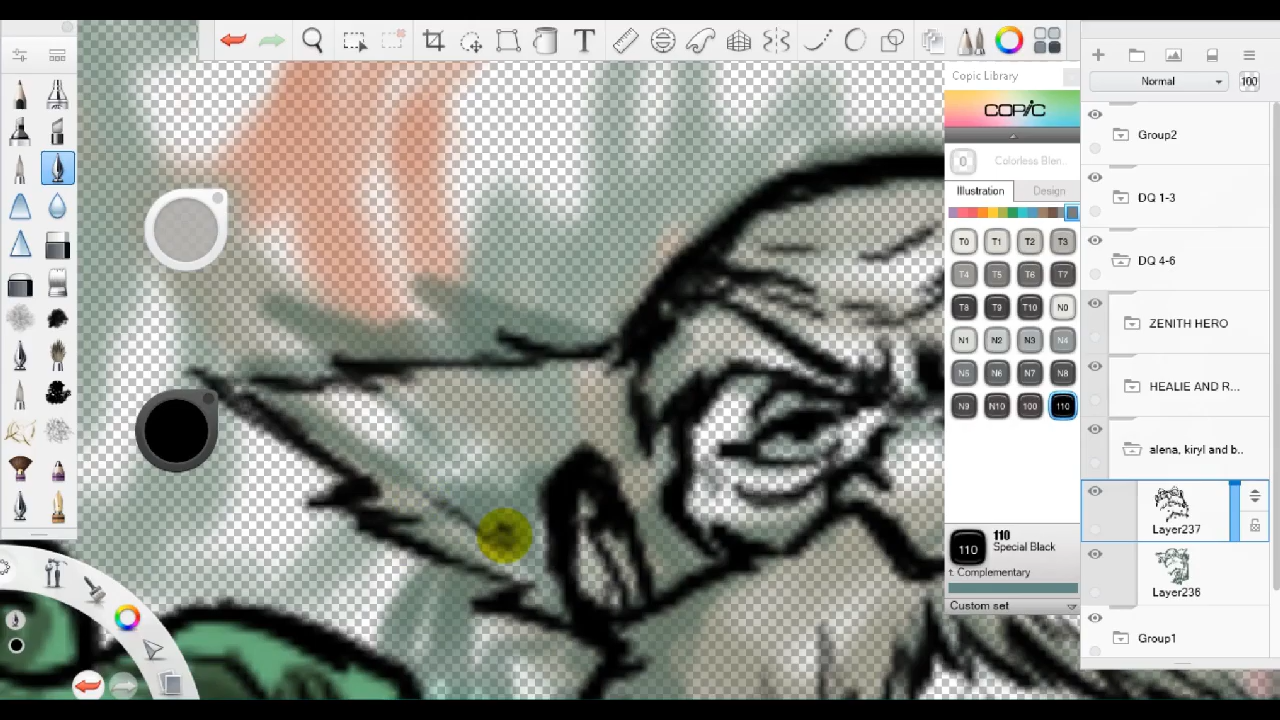 T
Copic Library
COPIC
0 Colorless Blen..
Illustration Design
T0 T1 T2 T3
T4 T5 T6 T7
T8 T9 T10 N0
N1 N2 N3 N4
N5 N6 N7 N8
N9 N10 100 110
110 110
Special Black
t: Complementary
Custom set
Normal 100
Group2
DQ 1-3
DQ 4-6
ZENITH HERO
HEALIE AND R...
alena, kiryl and b..
Layer237
Layer236
Group1